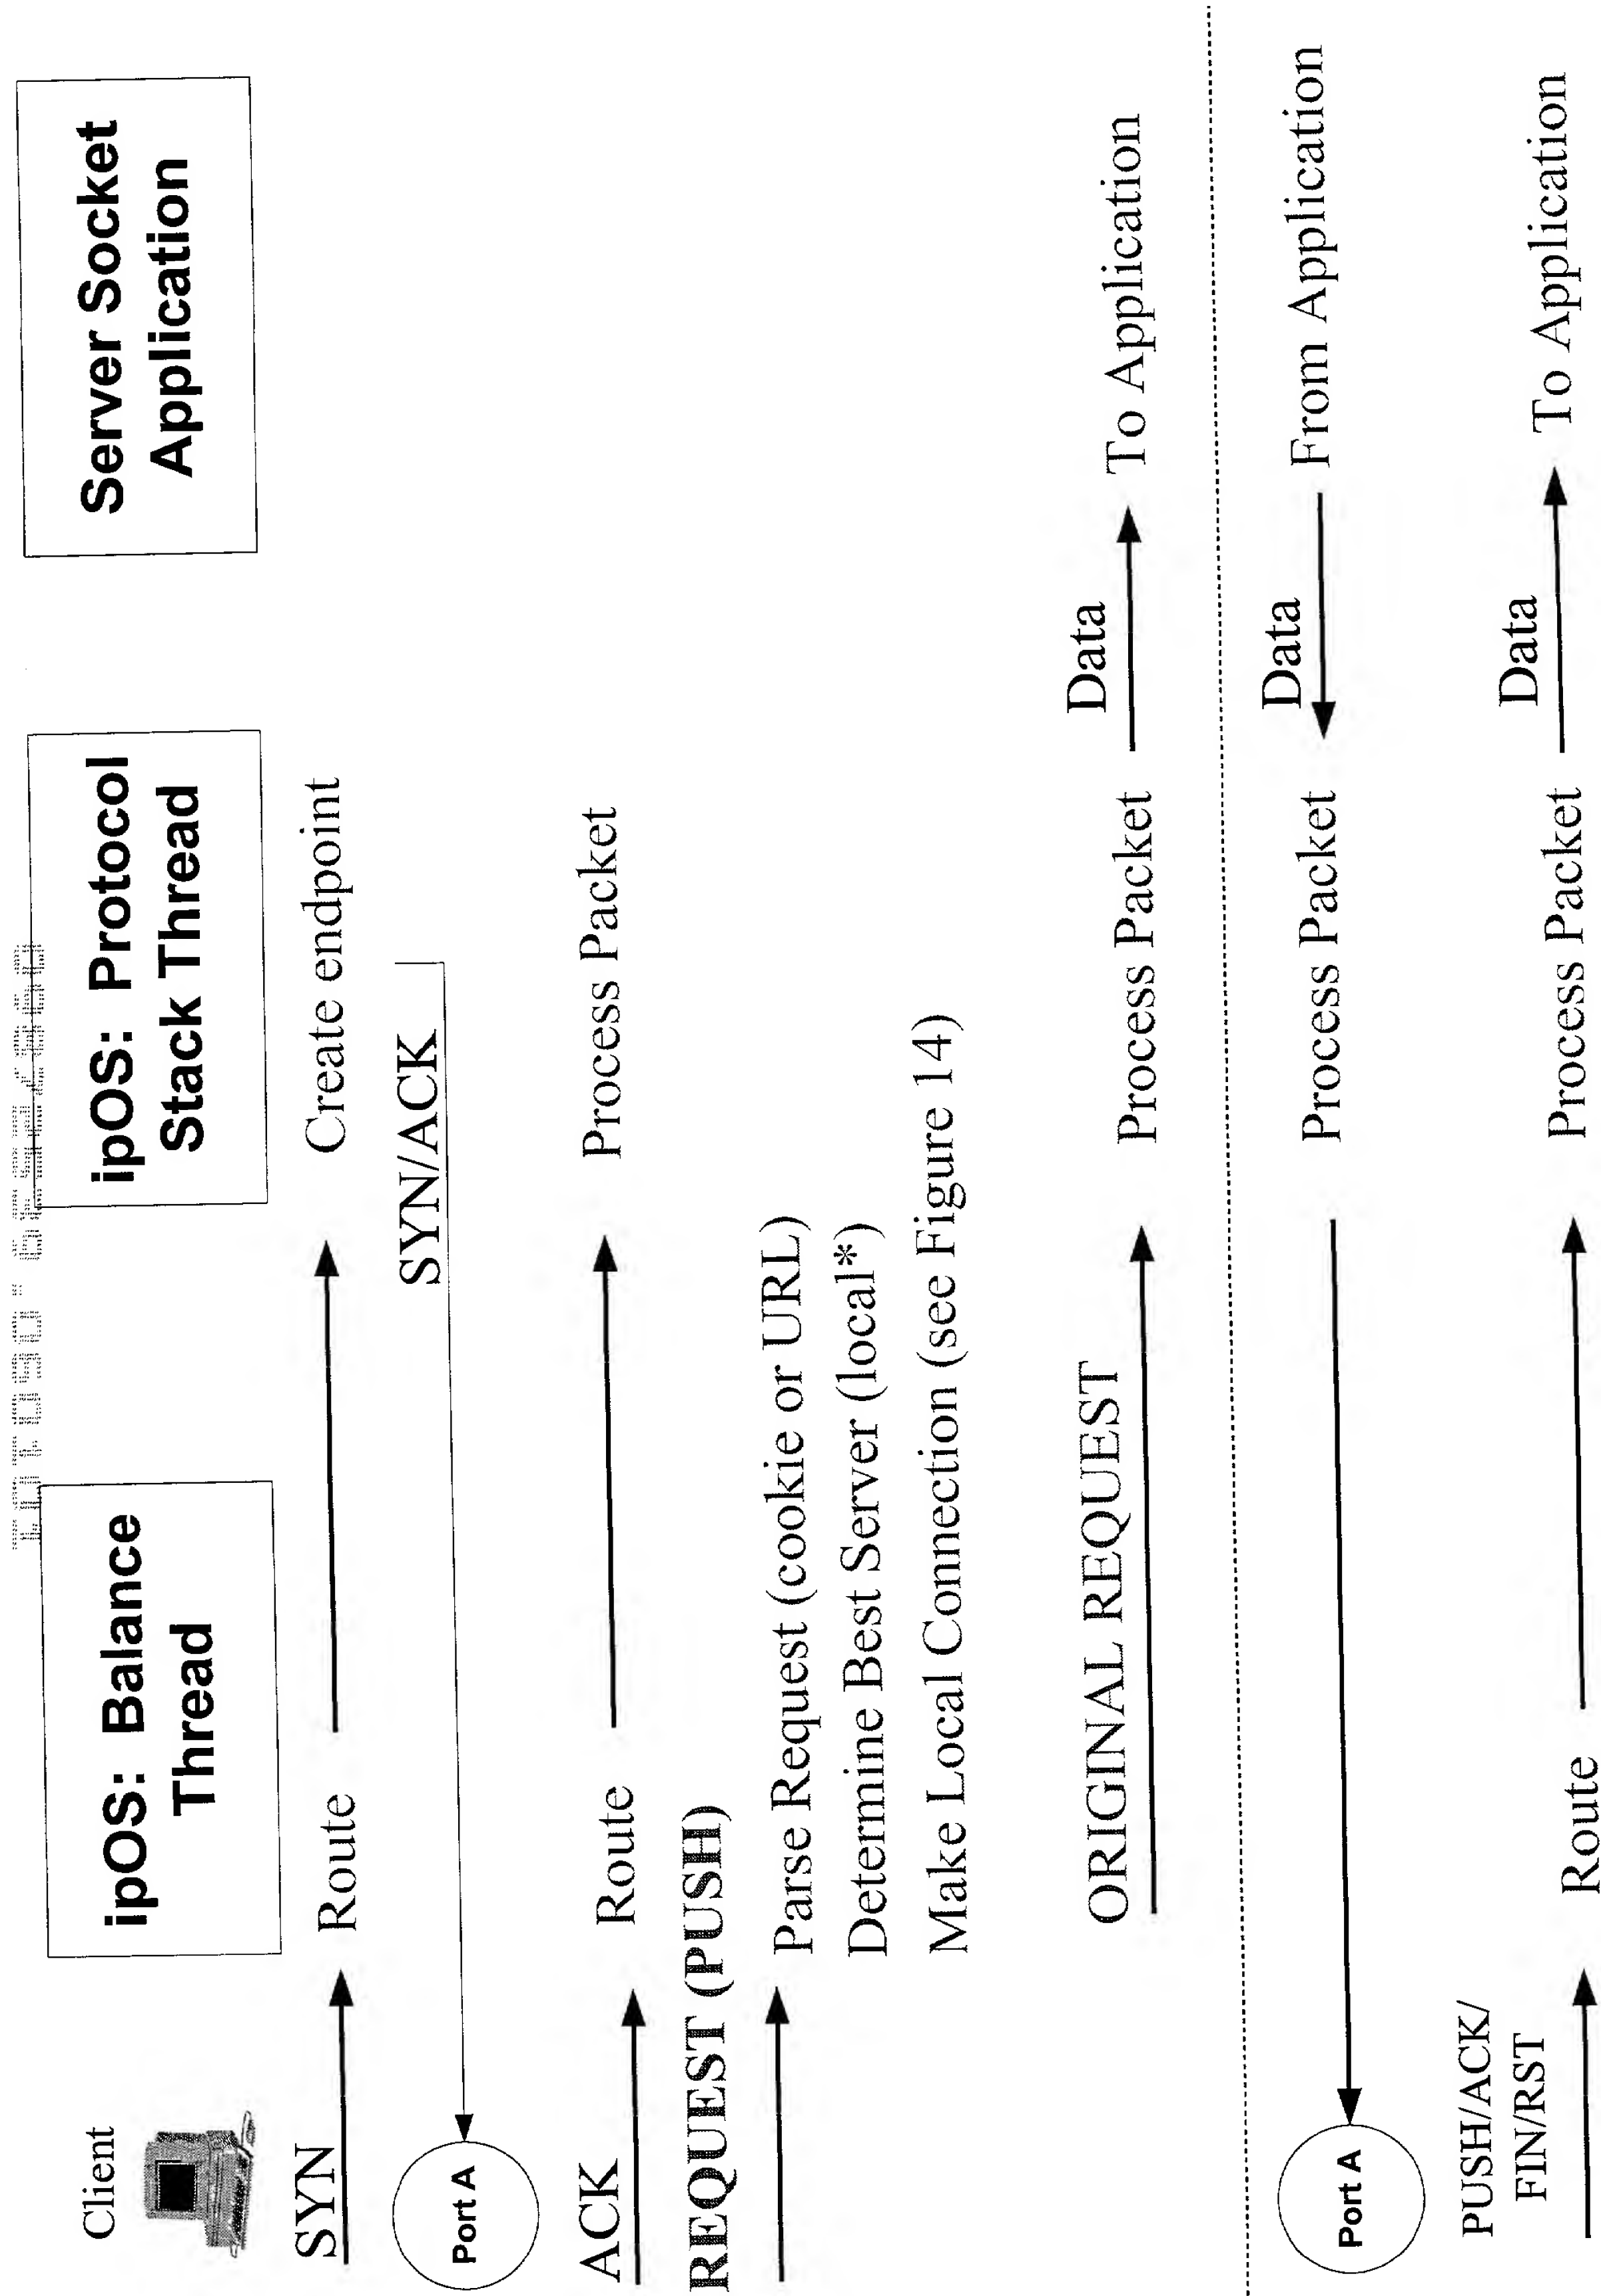 Client
ipOS: Balance
Thread
ipOS: Protocol
Stack Thread
Server Socket
Application
SYN
Route
Create endpoint
SYN/ACK
Port A
ACK
Route
Process Packet
REQUEST (PUSH)
Parse Request (cookie or URL)
Determine Best Server (local*)
Make Local Connection (see Figure 14)
ORIGINAL REQUEST
Process Packet
Data
To Application
Port A
Process Packet
Data
From Application
PUSH/ACK/
FIN/RST
Route
Process Packet
Data
To Application